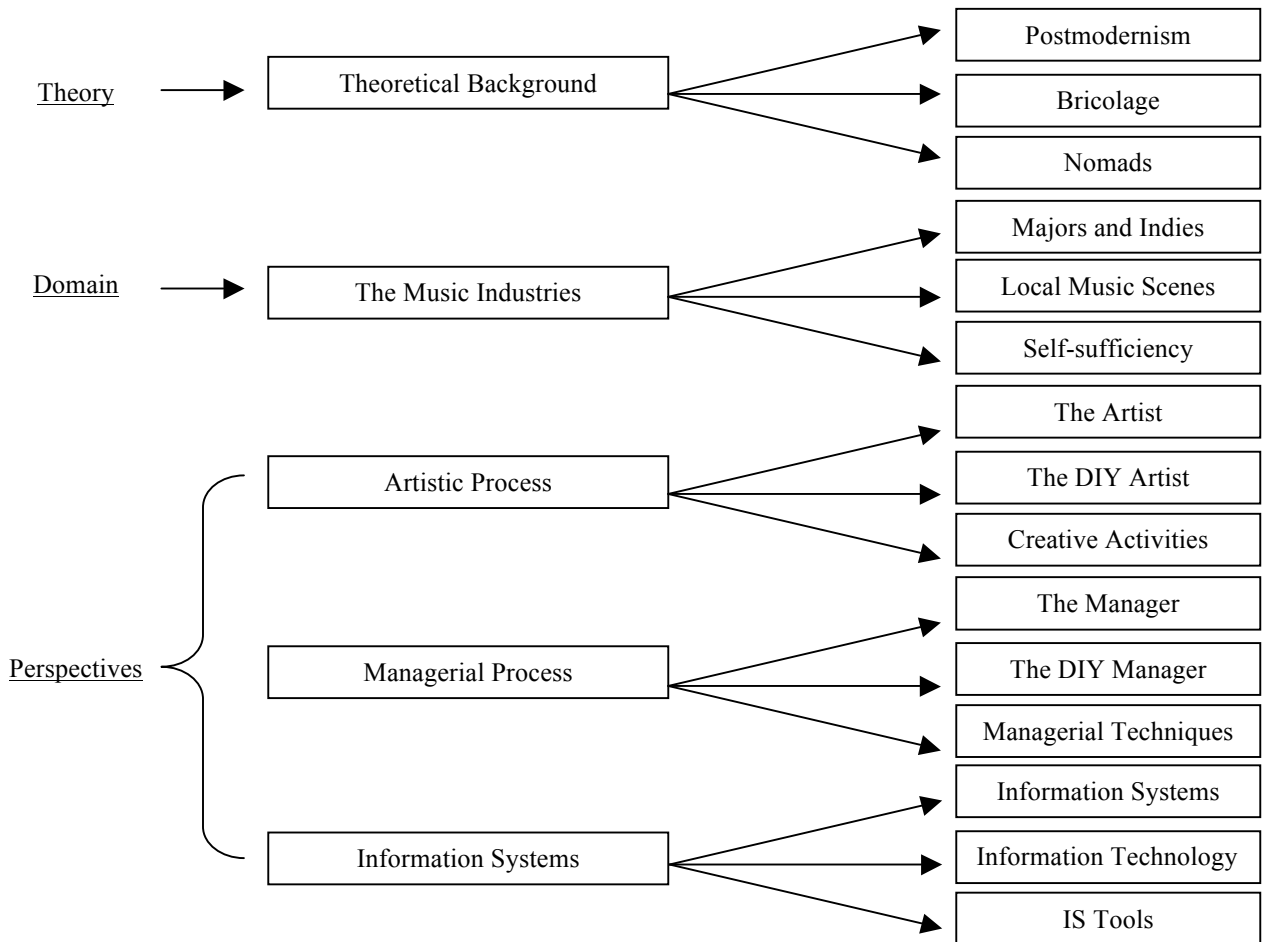 Theory
Theoretical Background
Postmodernism
Bricolage
Nomads
Domain
The Music Industries
Majors and Indies
Local Music Scenes
Self-sufficiency
Perspectives
Artistic Process
The Artist
The DIY Artist
Creative Activities
Managerial Process
The Manager
The DIY Manager
Managerial Techniques
Information Systems
Information Systems
Information Technology
IS Tools